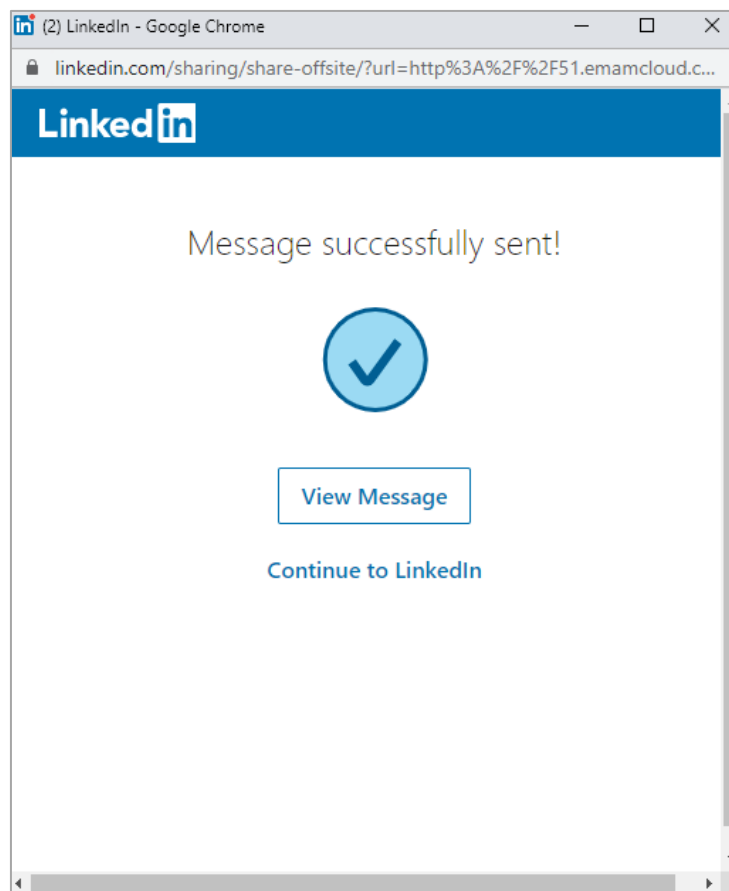 in (2) LinkedIn - Google Chrome
linkedin.com/sharing/share-offsite/?url=http%3A%2F%2F51.emamcloud.c...
Linked in
Message successfully sent!
View Message
Continue to LinkedIn